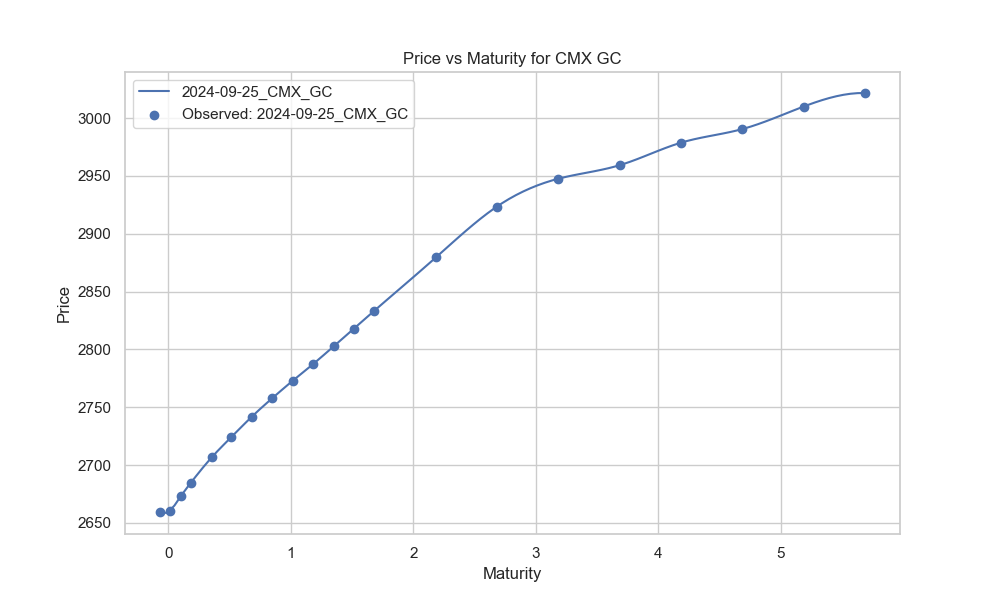 Price vs Maturity for CMX GC
2024-09-25_CMX_GC
Observed: 2024-09-25_CMX_GC
3000
2950
2900
2850
2800
2750
2700
2650
Price
0 1 2 3 4 5
Maturity